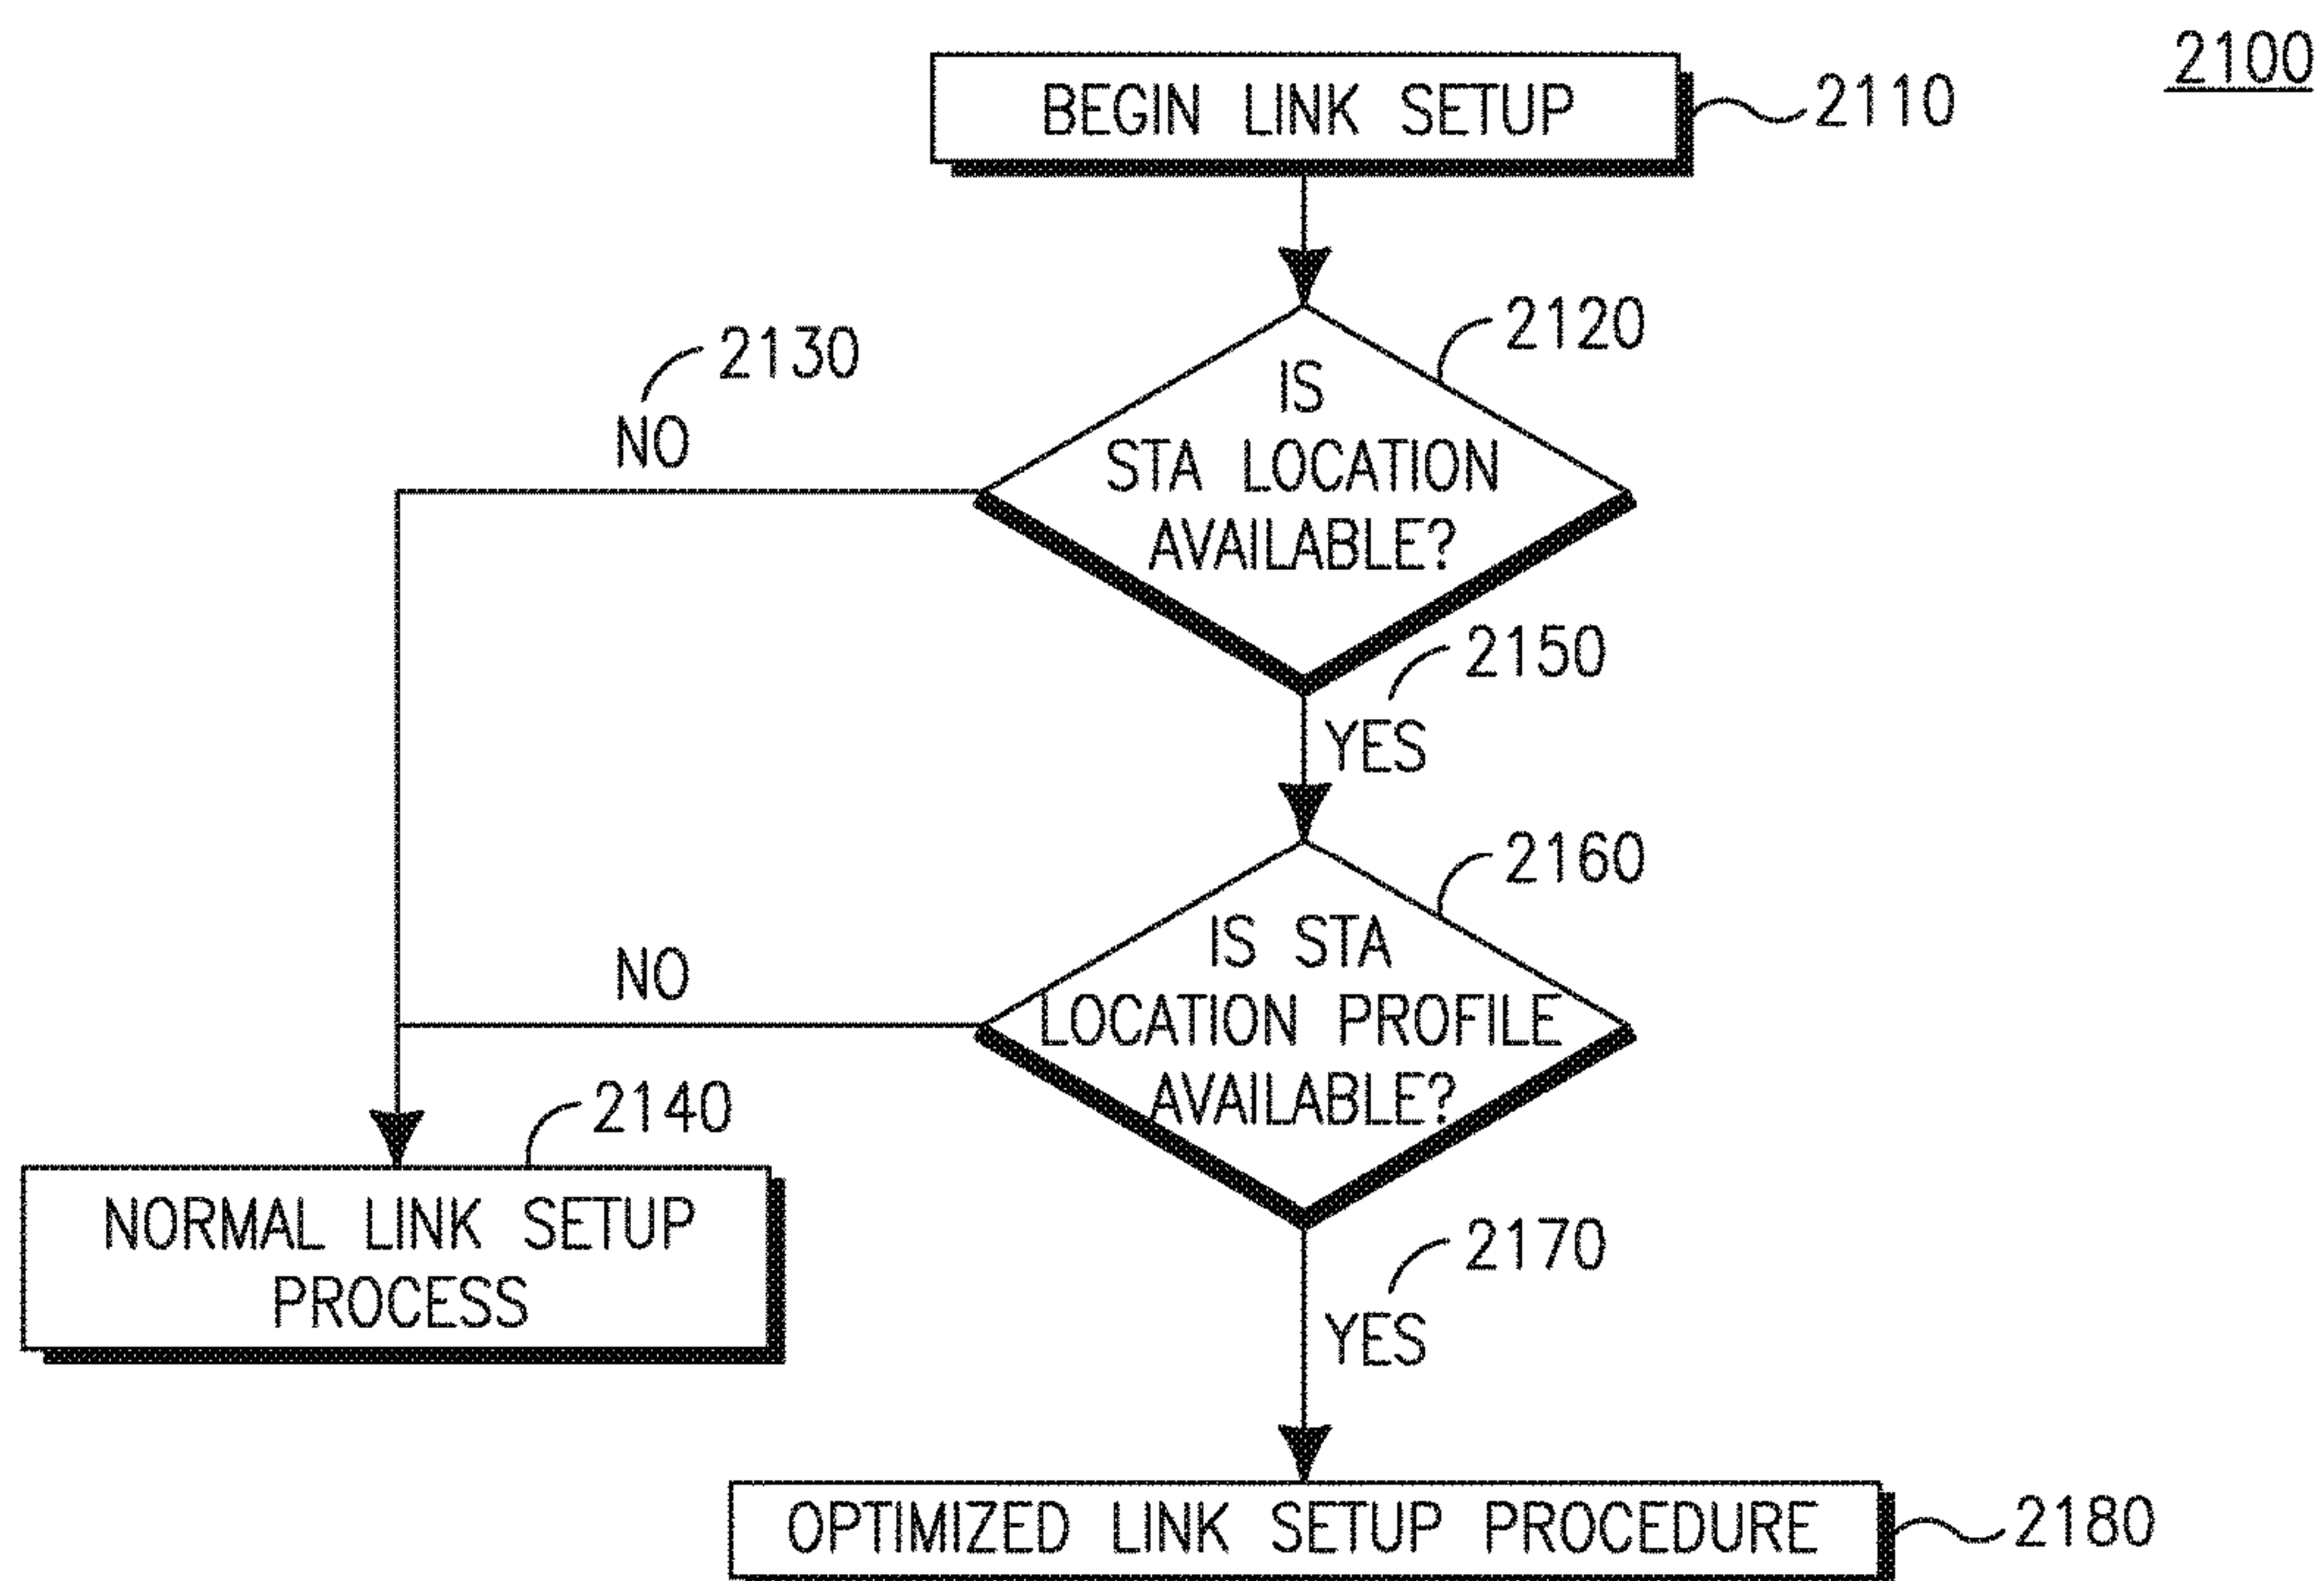 2100
BEGIN LINK SETUP
2110
2120
IS
STA LOCATION
AVAILABLE?
2130
NO
2150
YES
2160
IS STA
LOCATION PROFILE
AVAILABLE?
NO
2140
NORMAL LINK SETUP
PROCESS
2170
YES
OPTIMIZED LINK SETUP PROCEDURE
2180